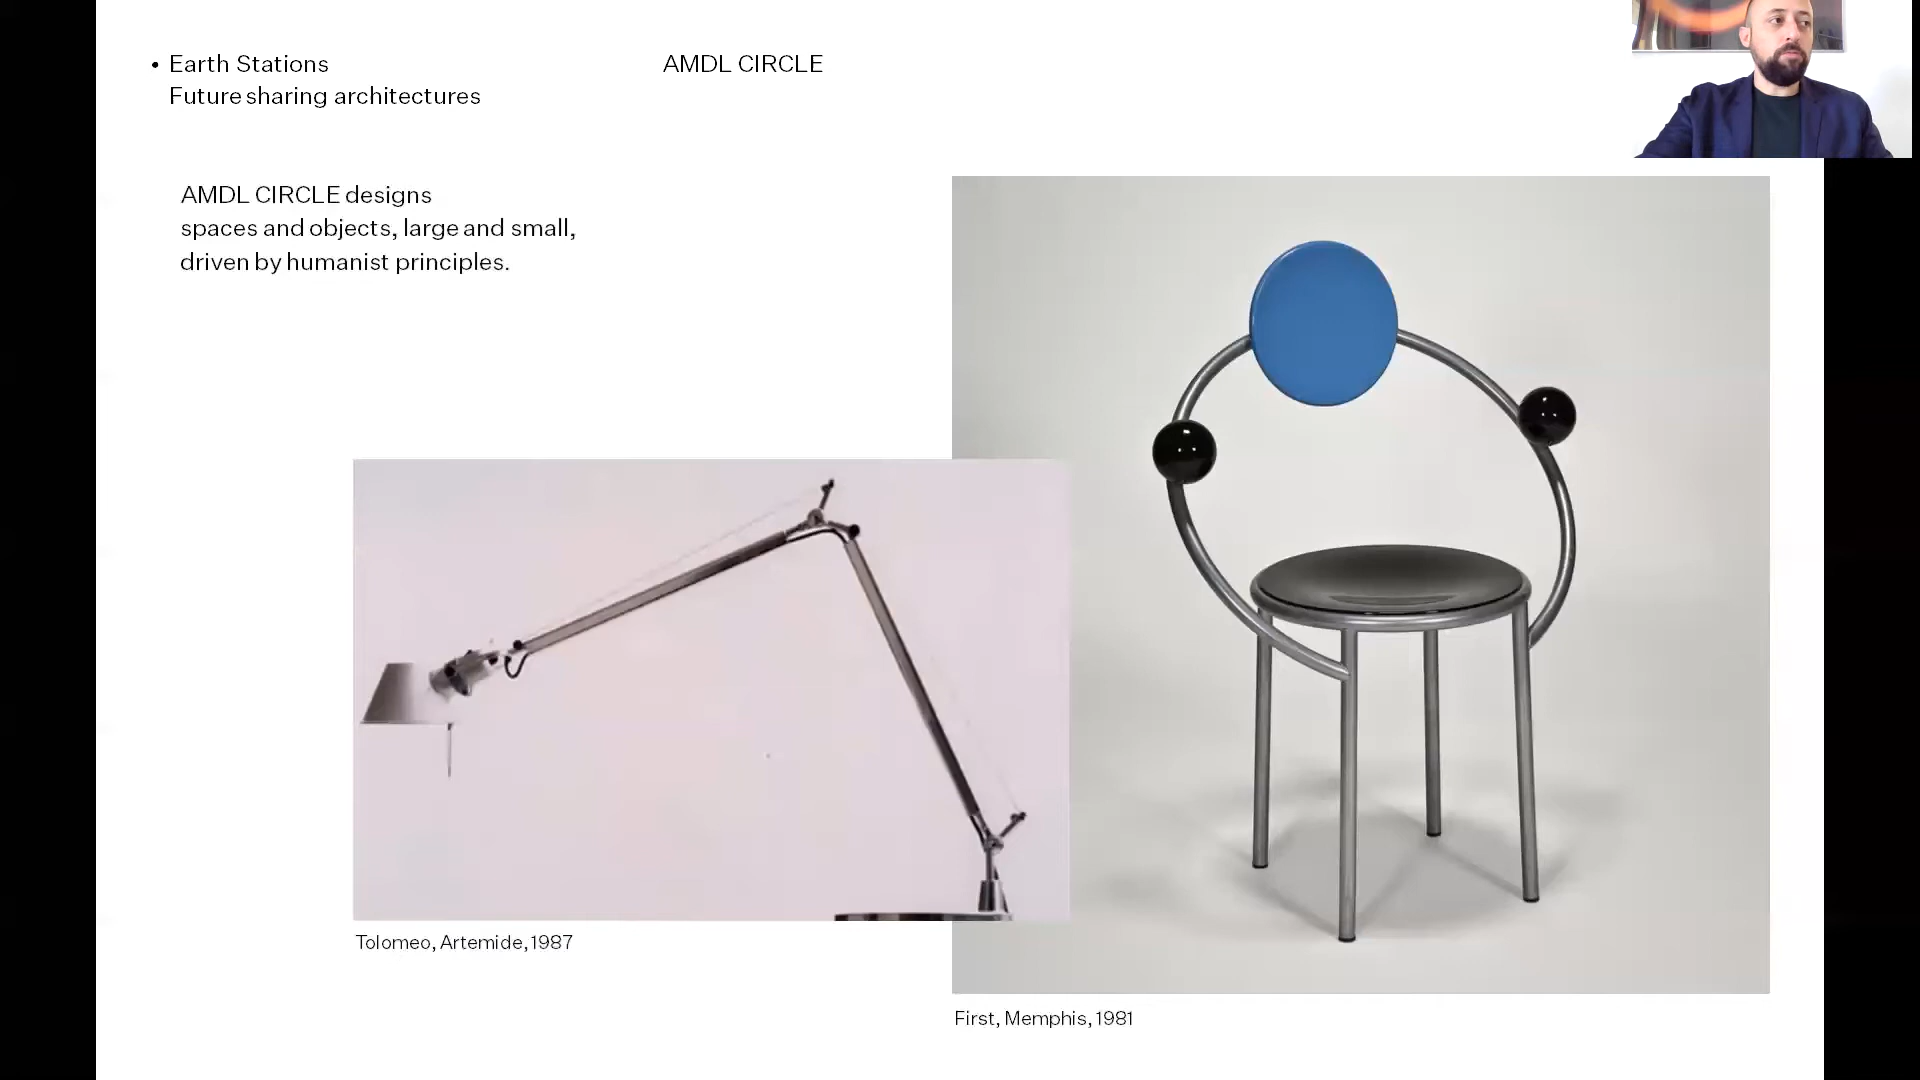 • Earth Stations
Future sharing architectures
AMDL CIRCLE
AMDL CIRCLE designs
spaces and objects, large and small,
driven by humanist principles.
Tolomeo, Artemide, 1987
First, Memphis, 1981